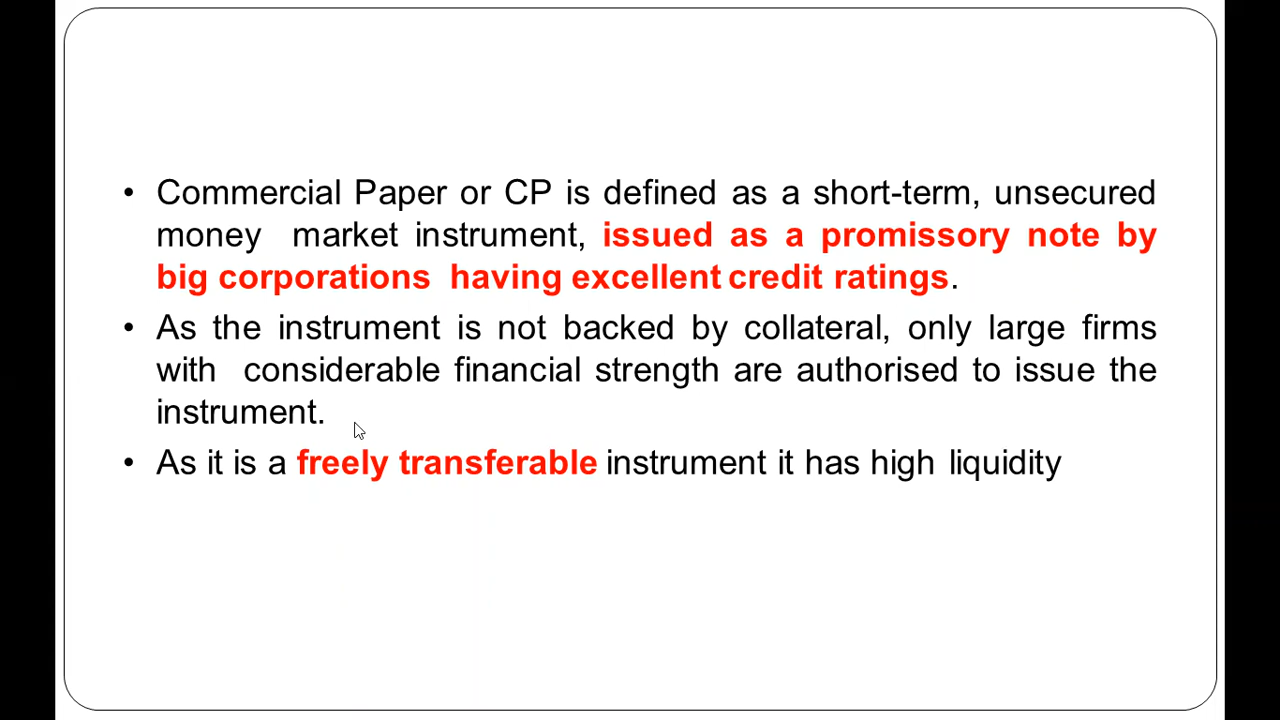 • Commercial Paper or CP is defined as a short-term, unsecured
money market instrument, issued as a promissory note by
big corporations having excellent credit ratings.
• As the instrument is not backed by collateral, only large firms
with considerable financial strength are authorised to issue the
instrument.
• As it is a freely transferable instrument it has high liquidity